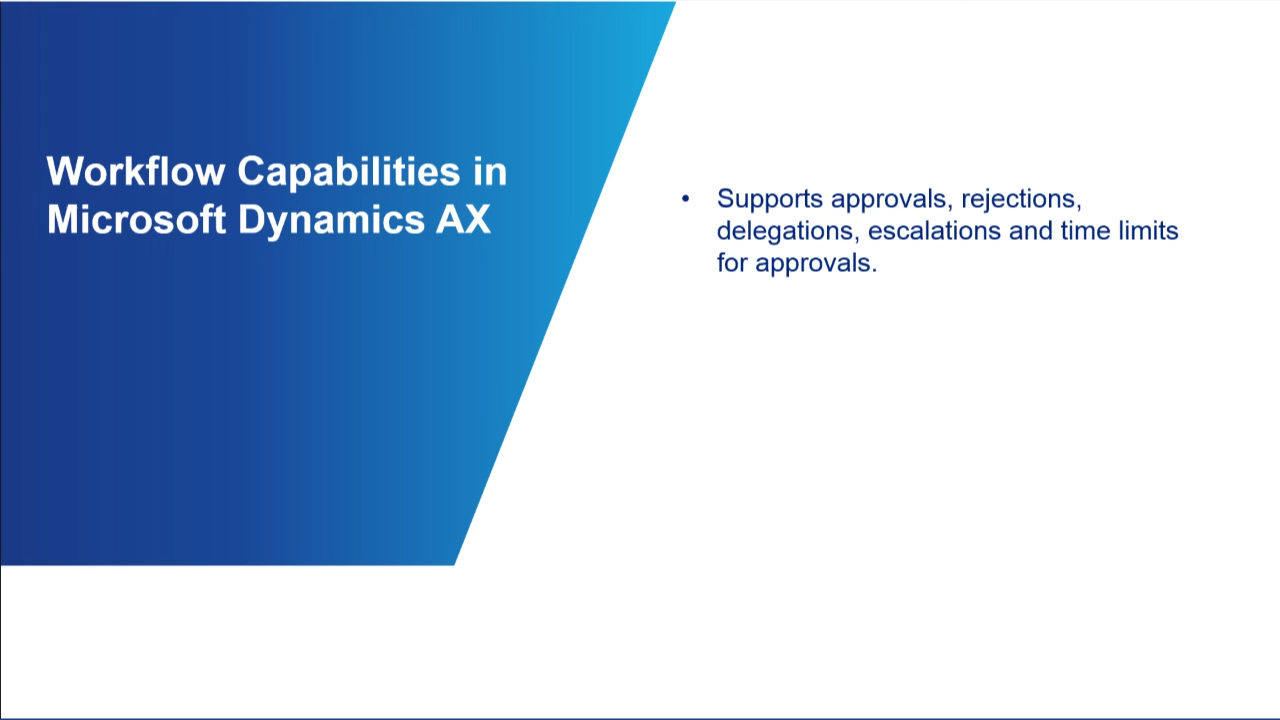 Workflow Capabilities in
Microsoft Dynamics AX
• Supports approvals, rejections,
delegations, escalations and time limits
for approvals.